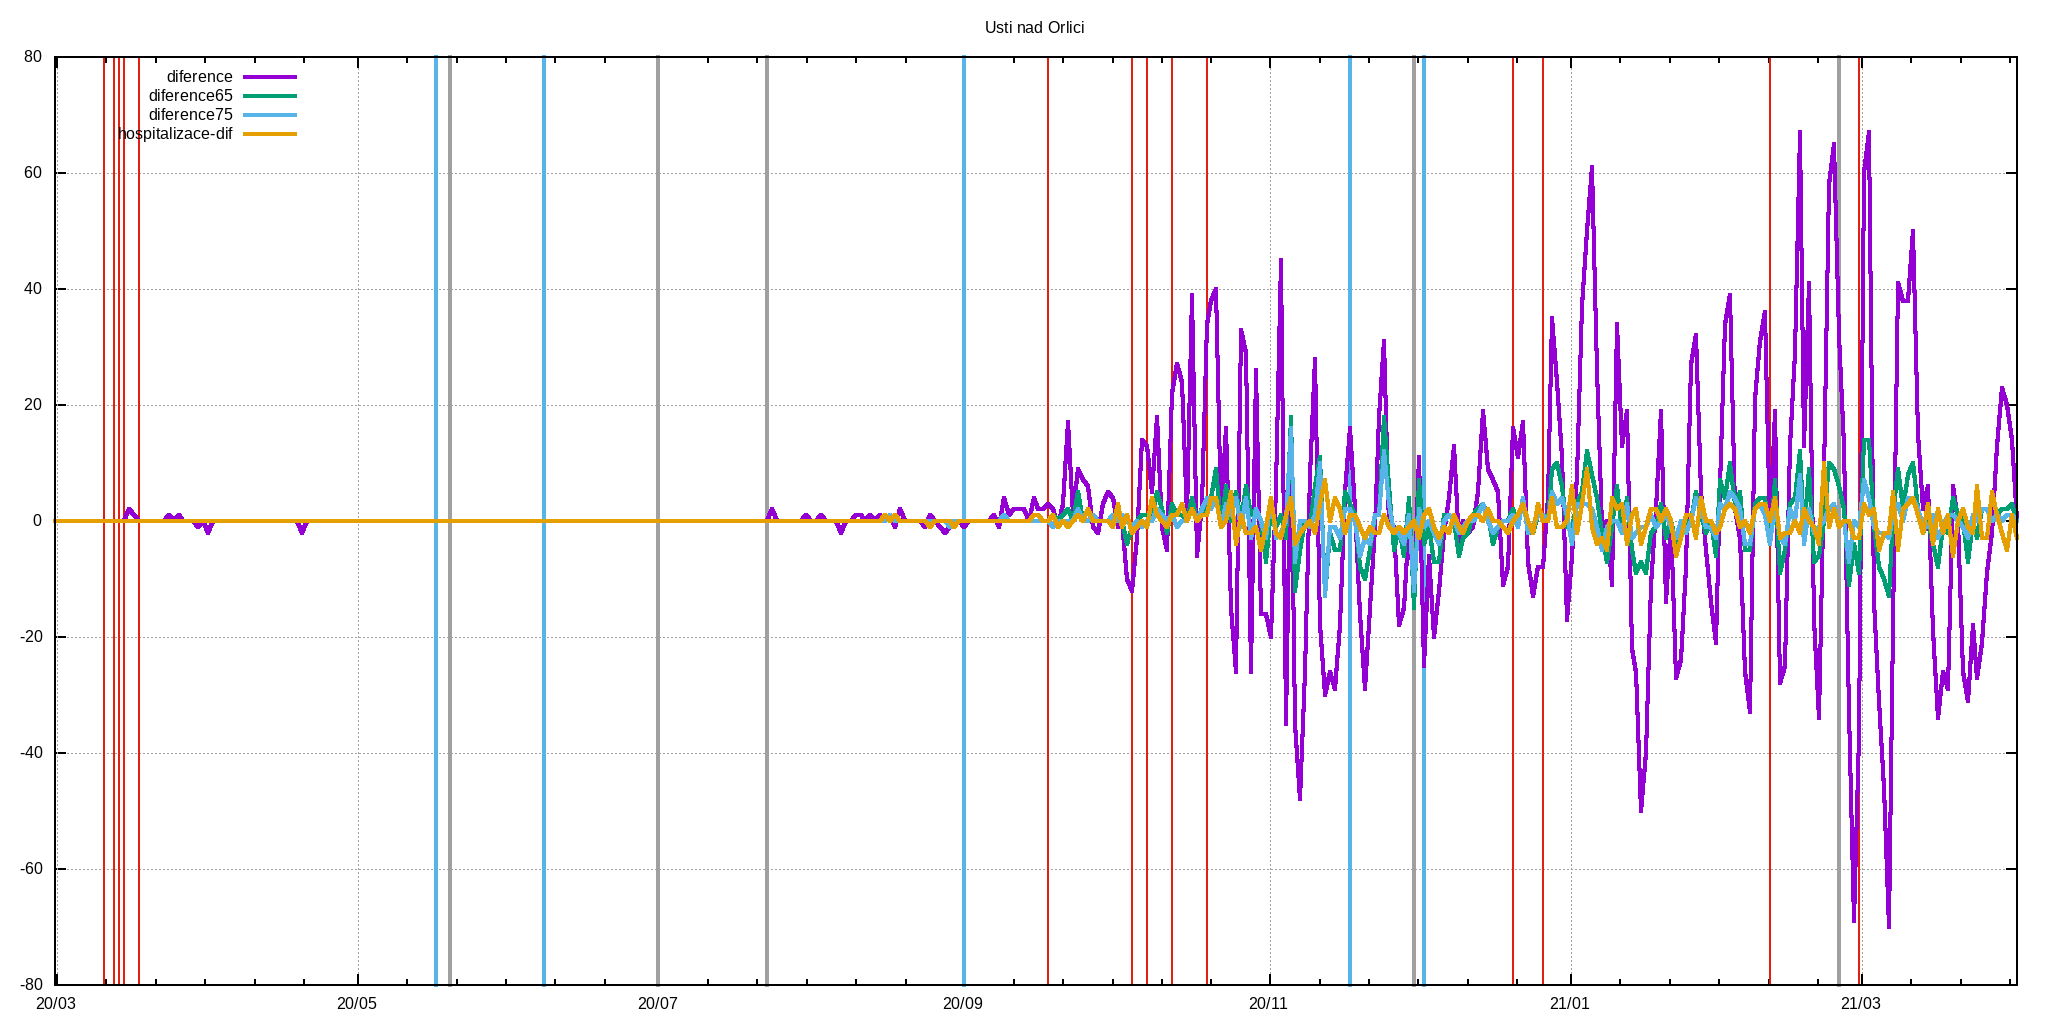 Usti nad Orlici
80
diference
diference65
diference75
hospitalizace-dif
60
40
20
0
-20
-40
-60
-80
20/03 20/05 20/07 20/09 20/11 21/01 21/03